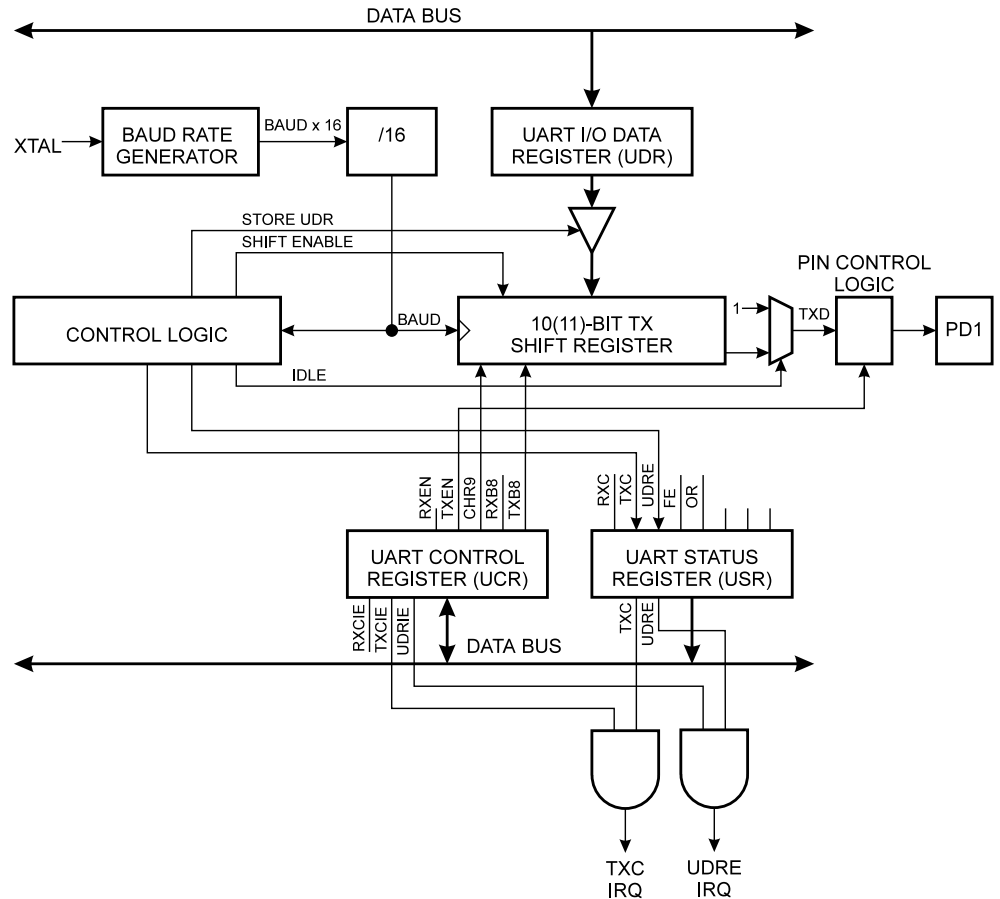 DATA BUS
XTAL
BAUD RATE
GENERATOR
BAUD x 16
/16
UART I/O DATA
REGISTER (UDR)
STORE UDR
SHIFT ENABLE
PIN CONTROL
LOGIC
CONTROL LOGIC
BAUD
10(11)-BIT TX
SHIFT REGISTER
1
TXD
PD1
IDLE
RXEN
TXEN
CHR9
RXB8
TXB8
RXC
TXC
UDRE
FE
OR
UART CONTROL
REGISTER (UCR)
UART STATUS
REGISTER (USR)
RXCIE
TXCIE
UDRIE
TXC
UDRE
DATA BUS
TXC
IRQ
UDRE
IRQ